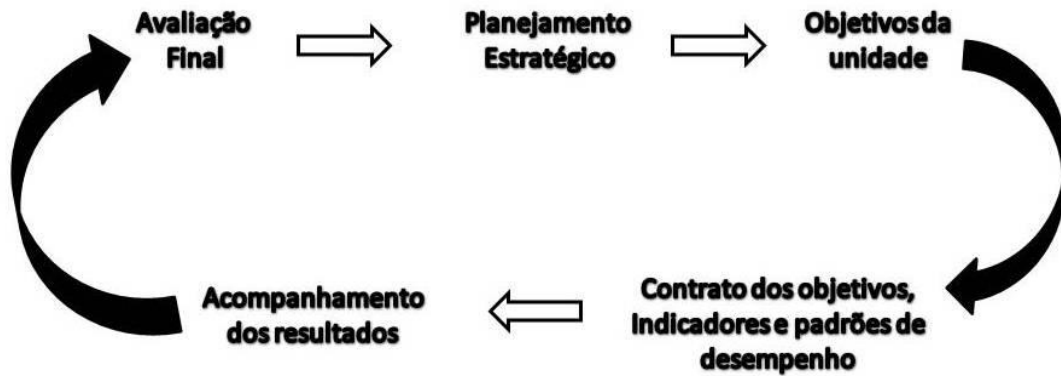 Avaliação
Final
Planejamento
Estratégico
Objetivos da
unidade
Contrato dos objetivos,
Indicadores e padrões de
desempenho
Acompanhamento
dos resultados